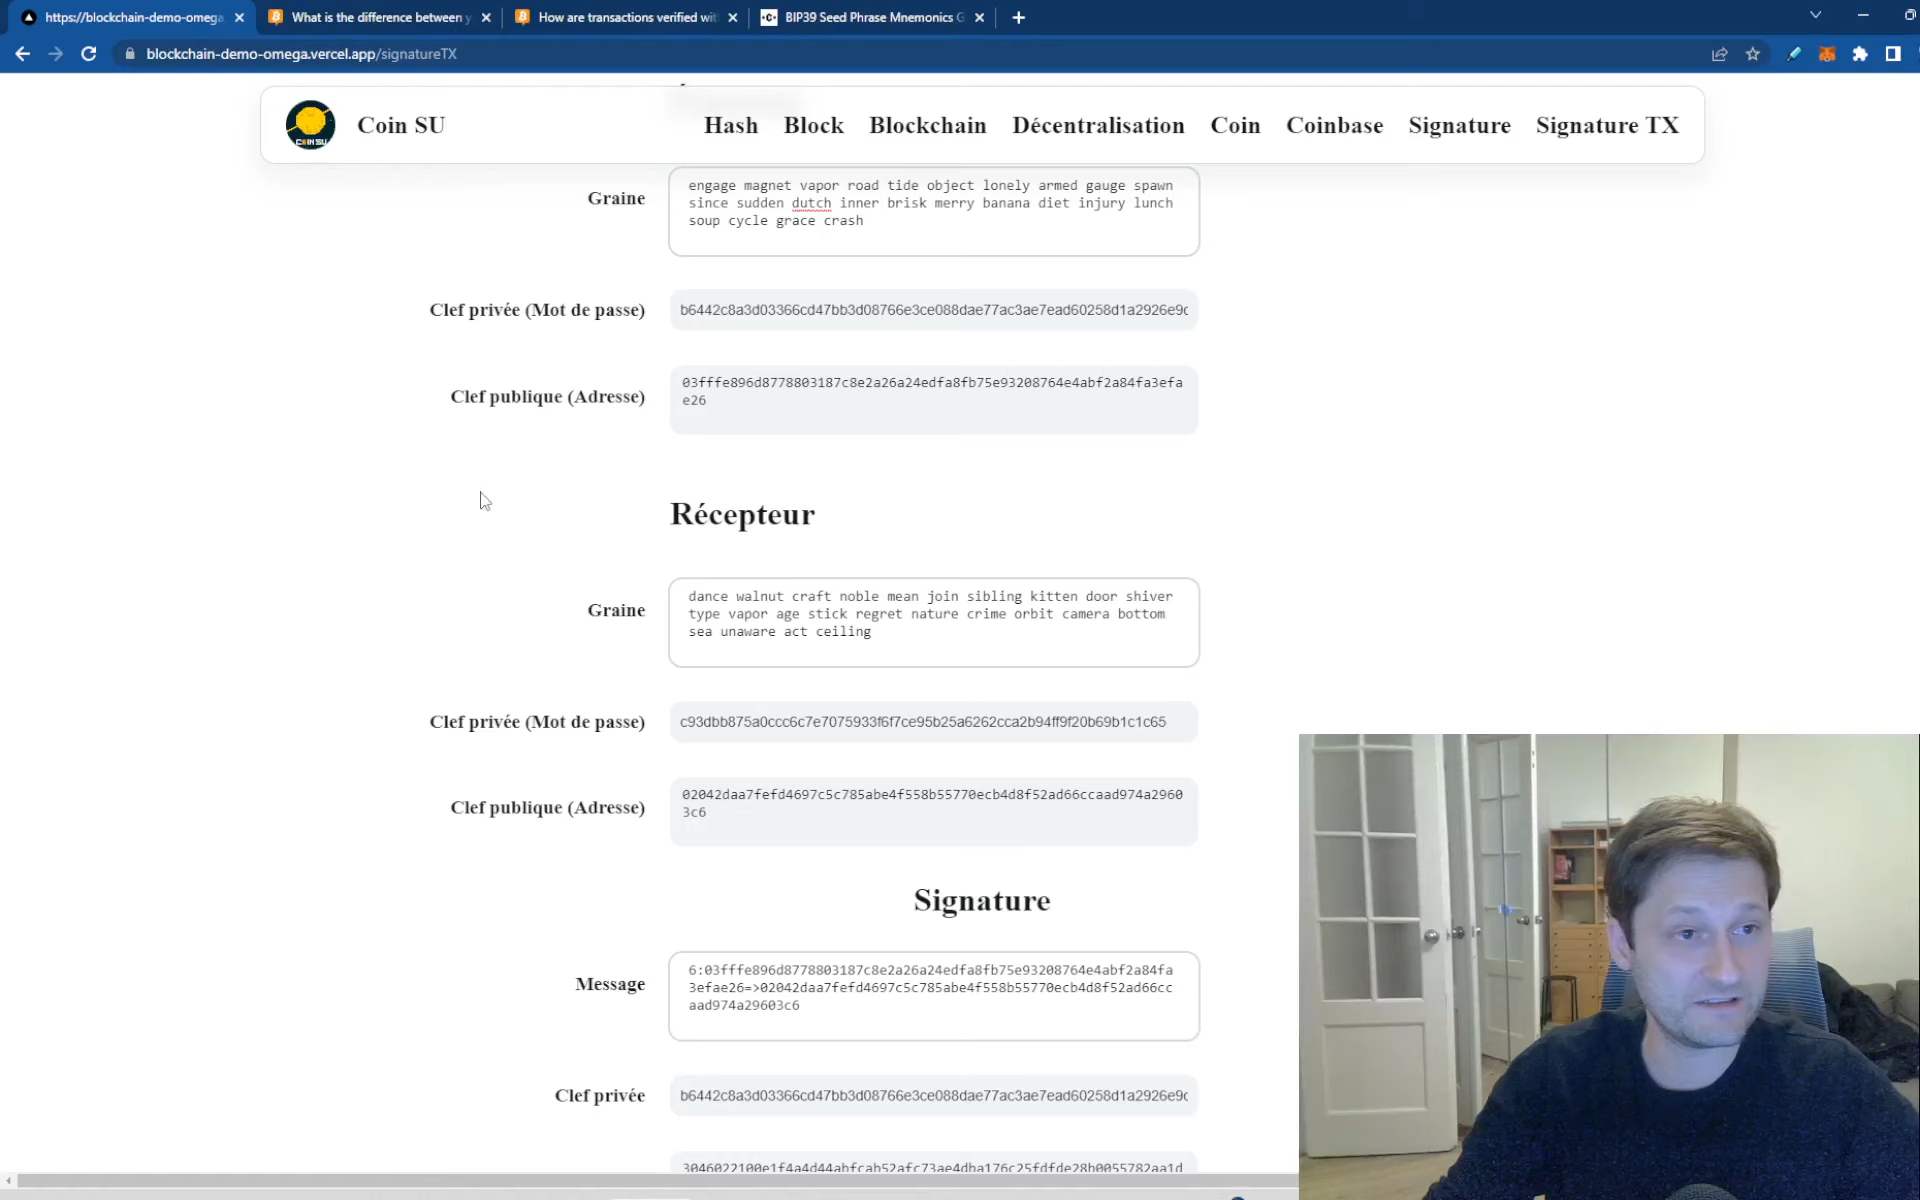 https://blockchain-demo-omega.
What is the difference between
How are transactions verified wit
BIP39 Seed Phrase Mnemonics G
blockchain-demo-omega.vercel.app/signatureTX
COIN SU
Coin SU
Hash
Block
Blockchain
Décentralisation
Coin
Coinbase
Signature
Signature TX
Graine
engage magnet vapor road tide object lonely armed gauge spawn
since sudden dutch inner brisk merry banana diet injury lunch
soup cycle grace crash
Clef privée (Mot de passe)
b6442c8a3d03366cd47bb3d08766e3ce088dae77ac3ae7ead60258d1a2926e9c
Clef publique (Adresse)
03fffe896d8778803187c8e2a26a24edfa8fb75e93208764e4abf2a84fa3efa
e26
Récepteur
Graine
dance walnut craft noble mean join sibling kitten door shiver
type vapor age stick regret nature crime orbit camera bottom
sea unaware act ceiling
Clef privée (Mot de passe)
c93dbb875a0ccc6c7e7075933f6f7ce95b25a6262cca2b94ff9f20b69b1c1c65
Clef publique (Adresse)
02042daa7fefd4697c5c785abe4f558b55770ecb4d8f52ad66ccaad974a2960
3c6
Signature
Message
6:03fffe896d8778803187c8e2a26a24edfa8fb75e93208764e4abf2a84fa
3efae26=>02042daa7fefd4697c5c785abe4f558b55770ecb4d8f52ad66cc
aad974a29603c6
Clef privée
b6442c8a3d03366cd47bb3d08766e3ce088dae77ac3ae7ead60258d1a2926e9c
3046022100e1f4a4d44abfcab52afc73ae4dba176c25fdfde28b0055782aa1d